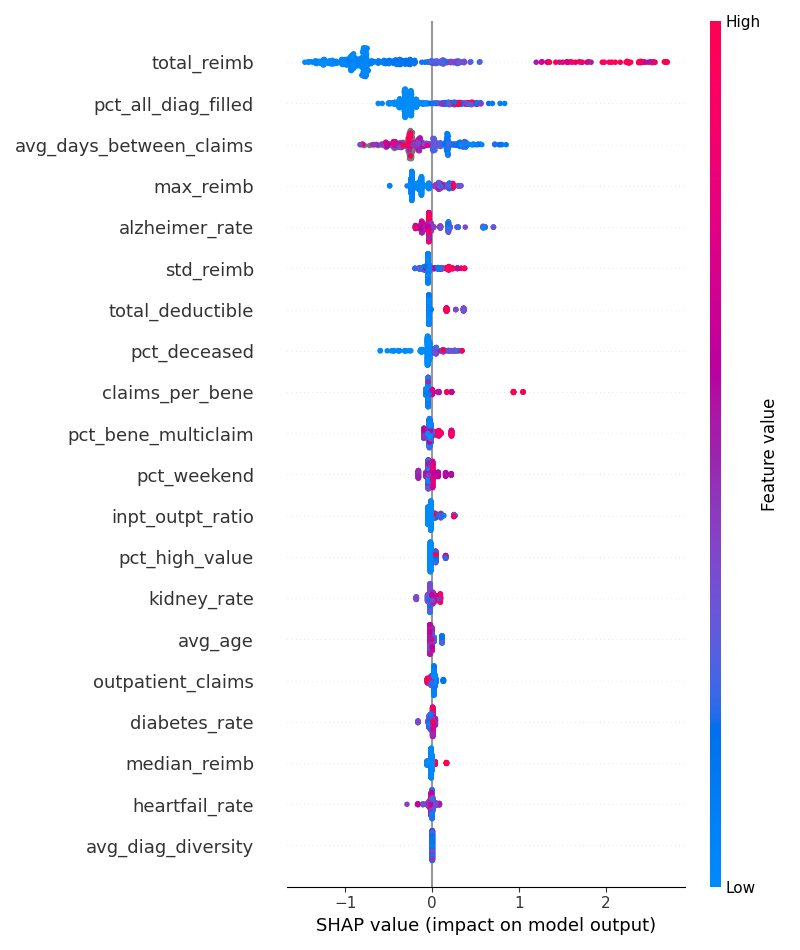 High
total_reimb
pct_all_diag_filled
avg_days_between_claims
max_reimb
alzheimer_rate
std_reimb
total_deductible
pct_deceased
claims_per_bene
pct_bene_multiclaim
pct_weekend
inpt_outpt_ratio
pct_high_value
kidney_rate
avg_age
outpatient_claims
diabetes_rate
median_reimb
heartfail_rate
avg_diag_diversity
Feature value
Low
−1 0 1 2
SHAP value (impact on model output)